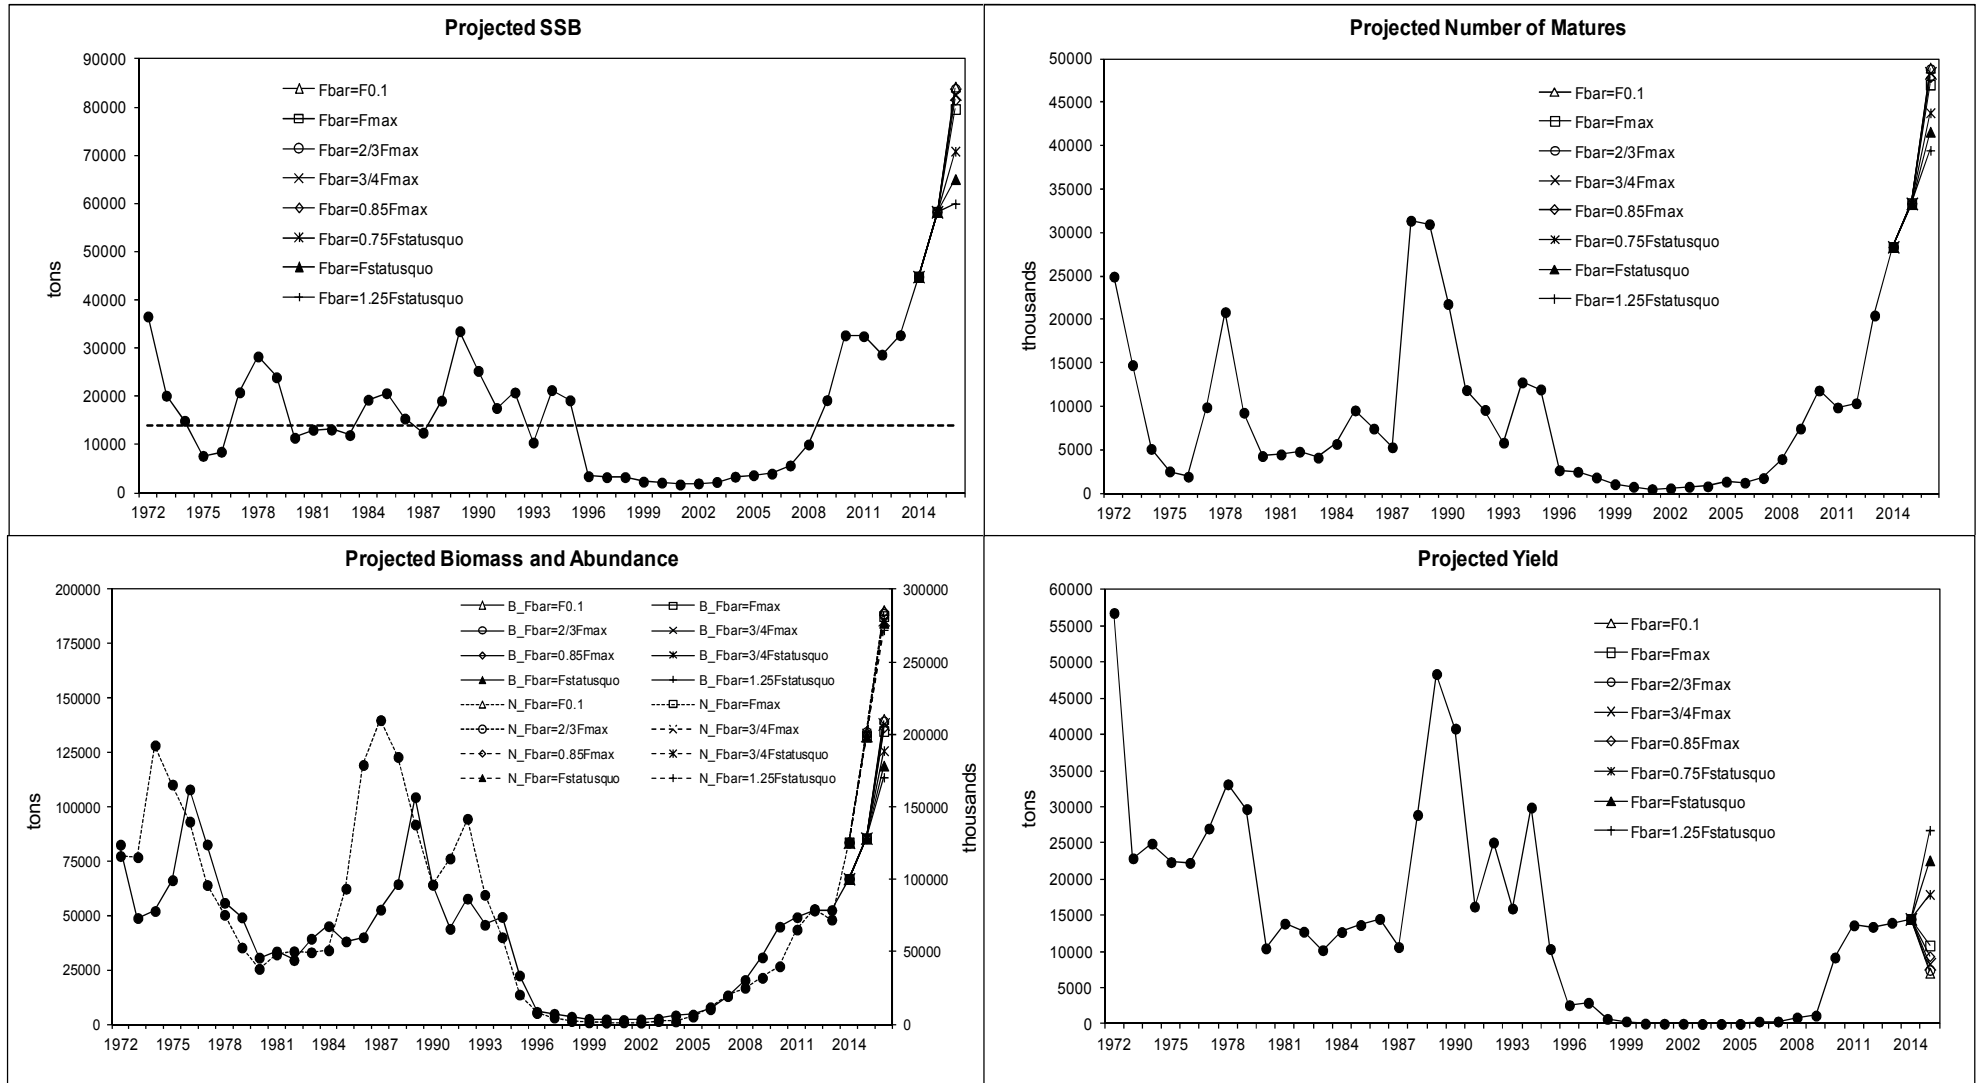 Projected SSB
90000
80000
70000
60000
50000
40000
30000
20000
10000
0
tons
Fbar=F0.1
Fbar=Fmax
Fbar=2/3Fmax
Fbar=3/4Fmax
Fbar=0.85Fmax
Fbar=0.75Fstatusquo
Fbar=Fstatusquo
Fbar=1.25Fstatusquo
1972 1975 1978 1981 1984 1987 1990 1993 1996 1999 2002 2005 2008 2011 2014
Projected Number of Matures
50000
45000
40000
35000
30000
25000
20000
15000
10000
5000
0
thousands
Fbar=F0.1
Fbar=Fmax
Fbar=2/3Fmax
Fbar=3/4Fmax
Fbar=0.85Fmax
Fbar=0.75Fstatusquo
Fbar=Fstatusquo
Fbar=1.25Fstatusquo
1972 1975 1978 1981 1984 1987 1990 1993 1996 1999 2002 2005 2008 2011 2014
Projected Biomass and Abundance
200000
175000
150000
125000
100000
75000
50000
25000
0
tons
B_Fbar=F0.1 B_Fbar=Fmax
B_Fbar=2/3Fmax B_Fbar=3/4Fmax
B_Fbar=0.85Fmax B_Fbar=3/4Fstatusquo
B_Fbar=Fstatusquo B_Fbar=1.25Fstatusquo
N_Fbar=F0.1 N_Fbar=Fmax
N_Fbar=2/3Fmax N_Fbar=3/4Fmax
N_Fbar=0.85Fmax N_Fbar=3/4Fstatusquo
N_Fbar=Fstatusquo N_Fbar=1.25Fstatusquo
300000
250000
200000
150000
100000
50000
0
thousands
1972 1975 1978 1981 1984 1987 1990 1993 1996 1999 2002 2005 2008 2011 2014
Projected Yield
60000
55000
50000
45000
40000
35000
30000
25000
20000
15000
10000
5000
0
tons
Fbar=F0.1
Fbar=Fmax
Fbar=2/3Fmax
Fbar=3/4Fmax
Fbar=0.85Fmax
Fbar=0.75Fstatusquo
Fbar=Fstatusquo
Fbar=1.25Fstatusquo
1972 1975 1978 1981 1984 1987 1990 1993 1996 1999 2002 2005 2008 2011 2014